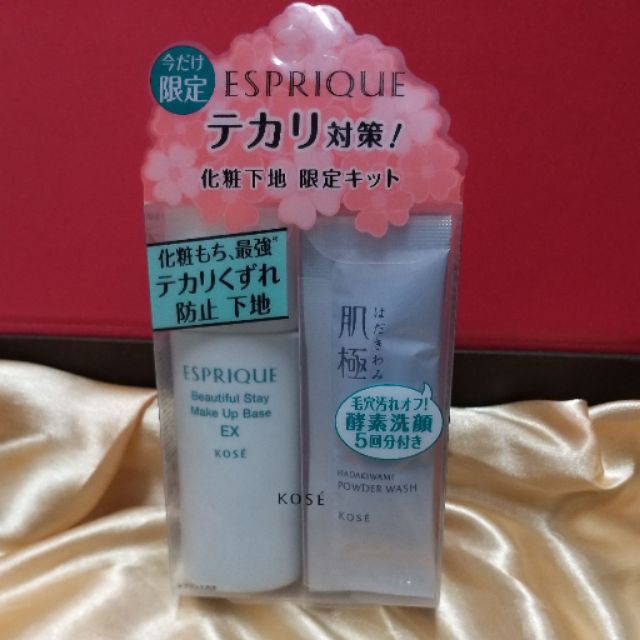 今だけ
限定
ESPRIQUE
テカリ対策!
化粧下地 限定キット
化粧もち、最強*
テカリくずれ
防止 下地
ESPRIQUE
Beautiful Stay
Make Up Base
EX
KOSÉ
肌極
はだきわみ
毛穴汚れオフ!
酵素洗顔
5回分付き
HADAKIWAMI
POWDER WASH
KOSÉ
KOSÉ